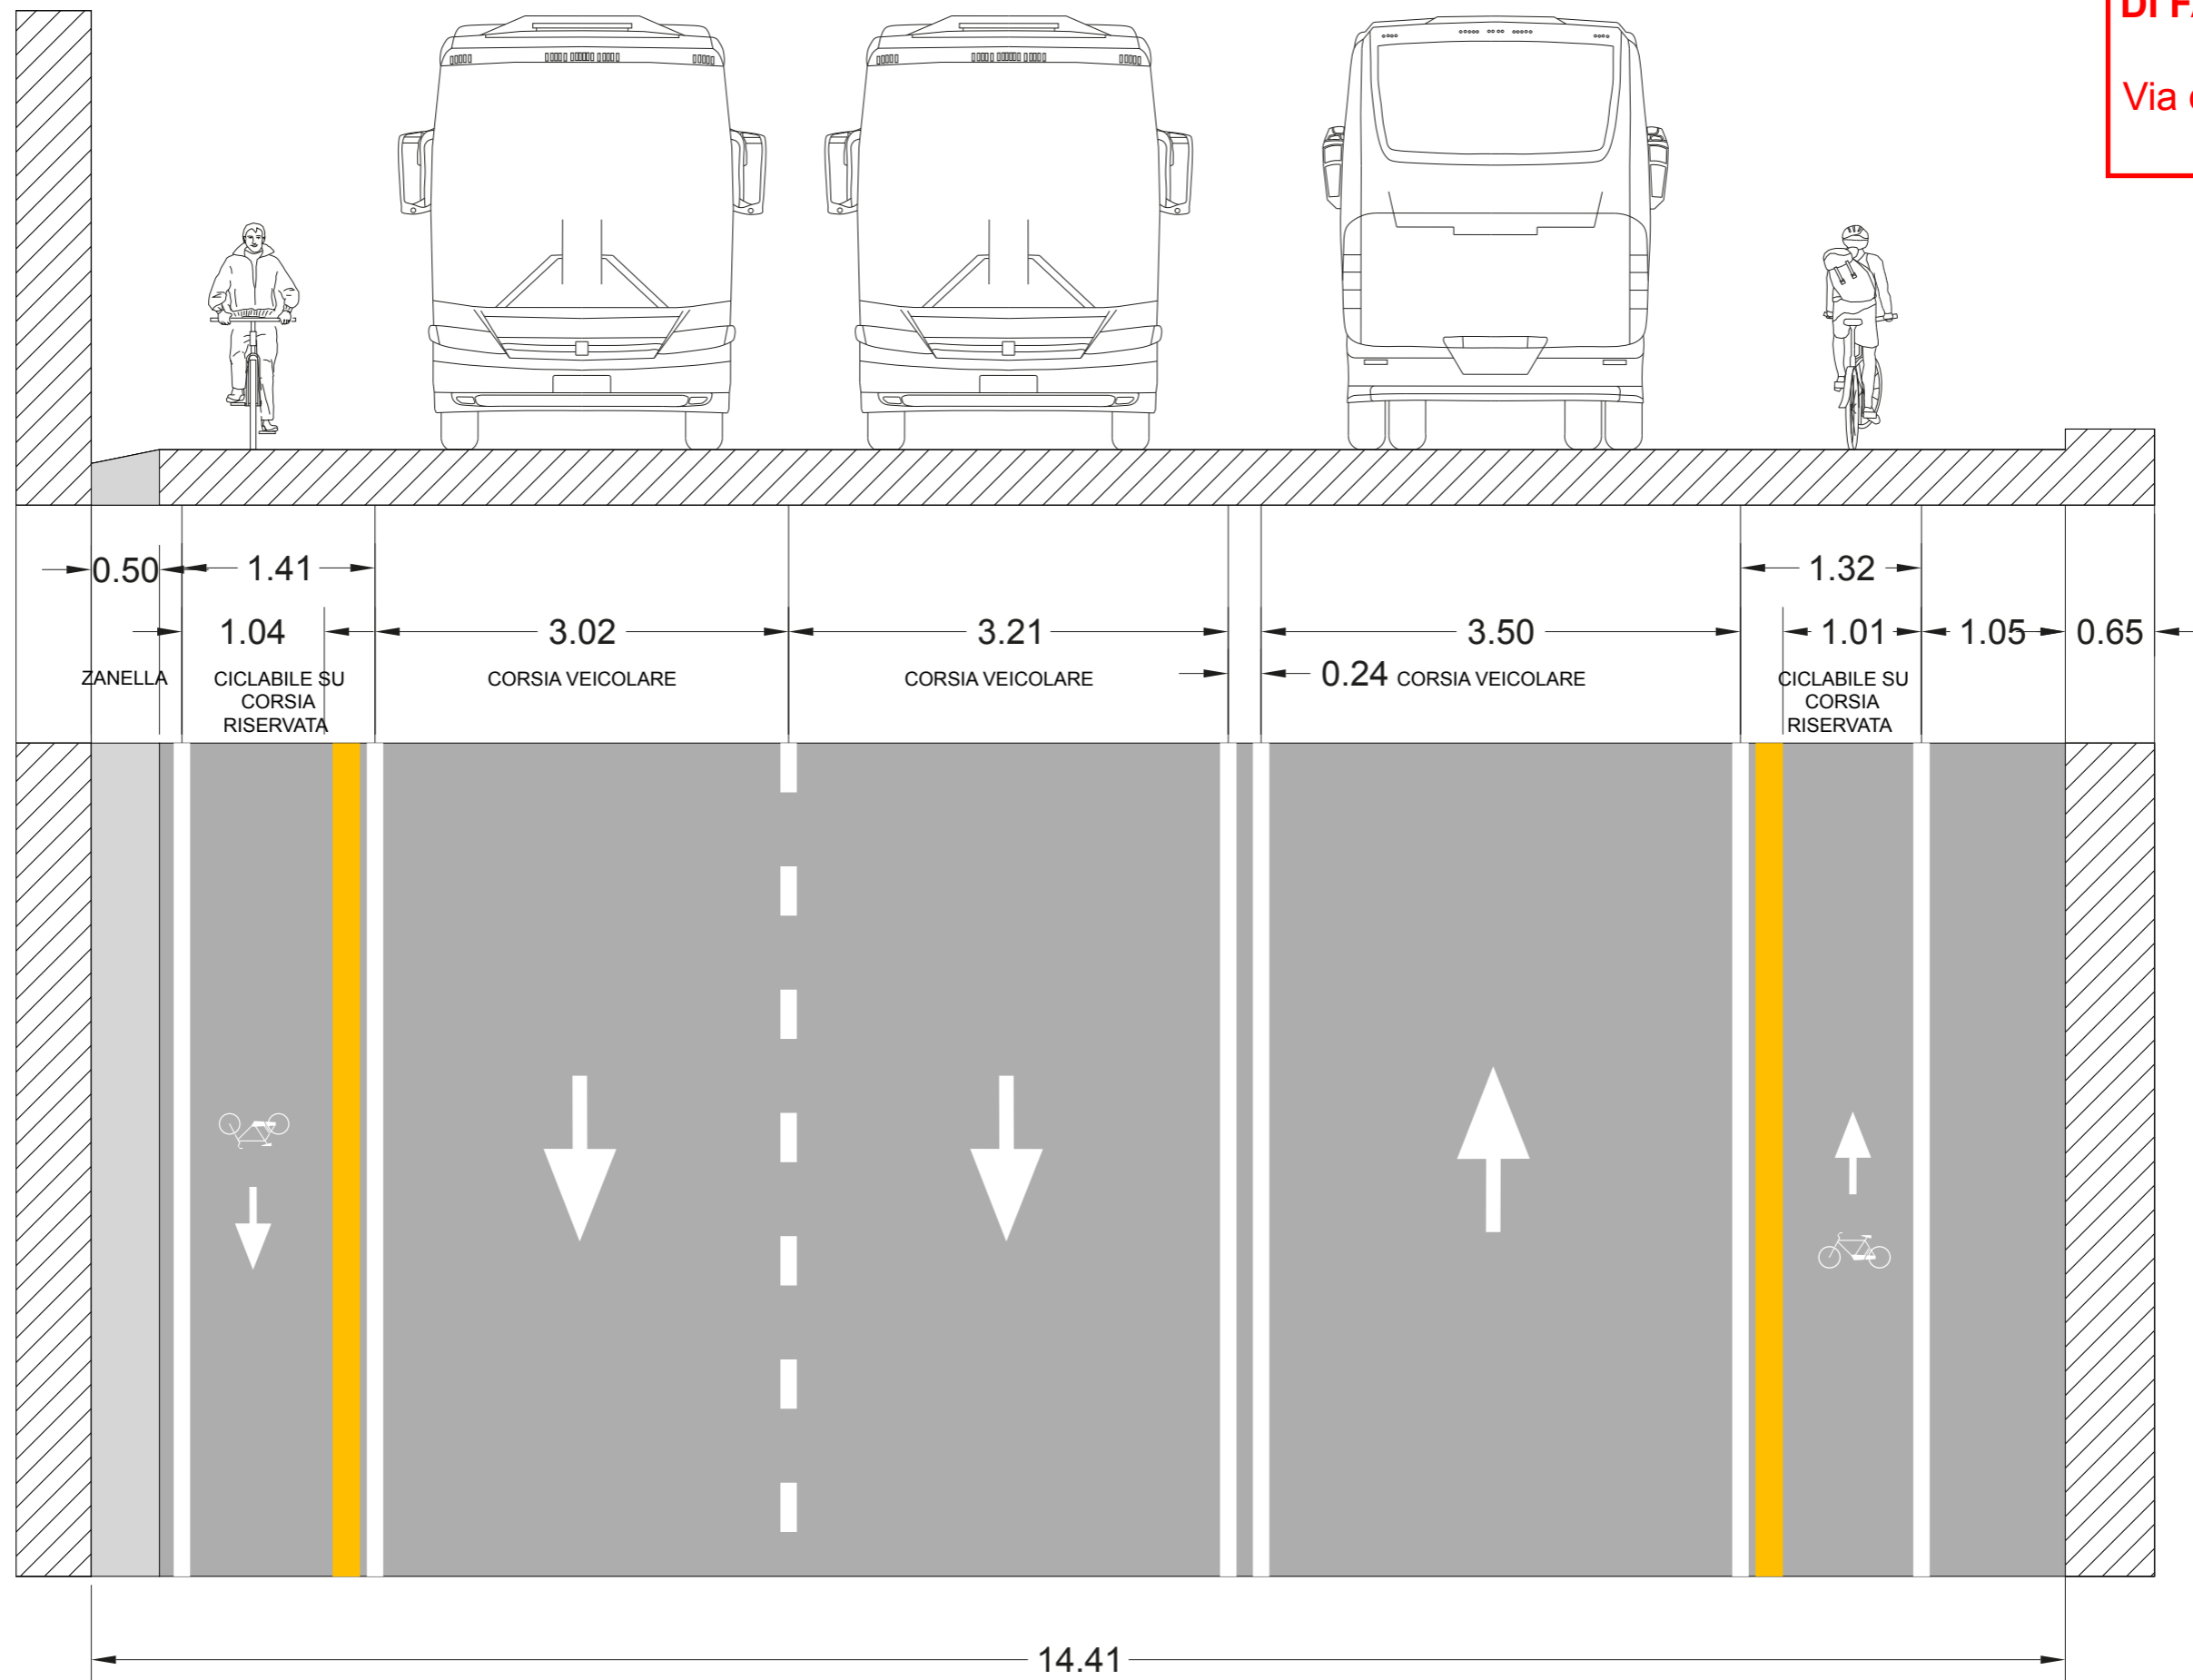 DI F
Via
0.50
1.41
1.32
1.04
3.02
3.21
3.50
1.01
1.05
0.65
ZANELLA
CICLABILE SU
CORSIA
RISERVATA
CORSIA VEICOLARE
CORSIA VEICOLARE
0.24
CORSIA VEICOLARE
CICLABILE SU
CORSIA
RISERVATA
14.41